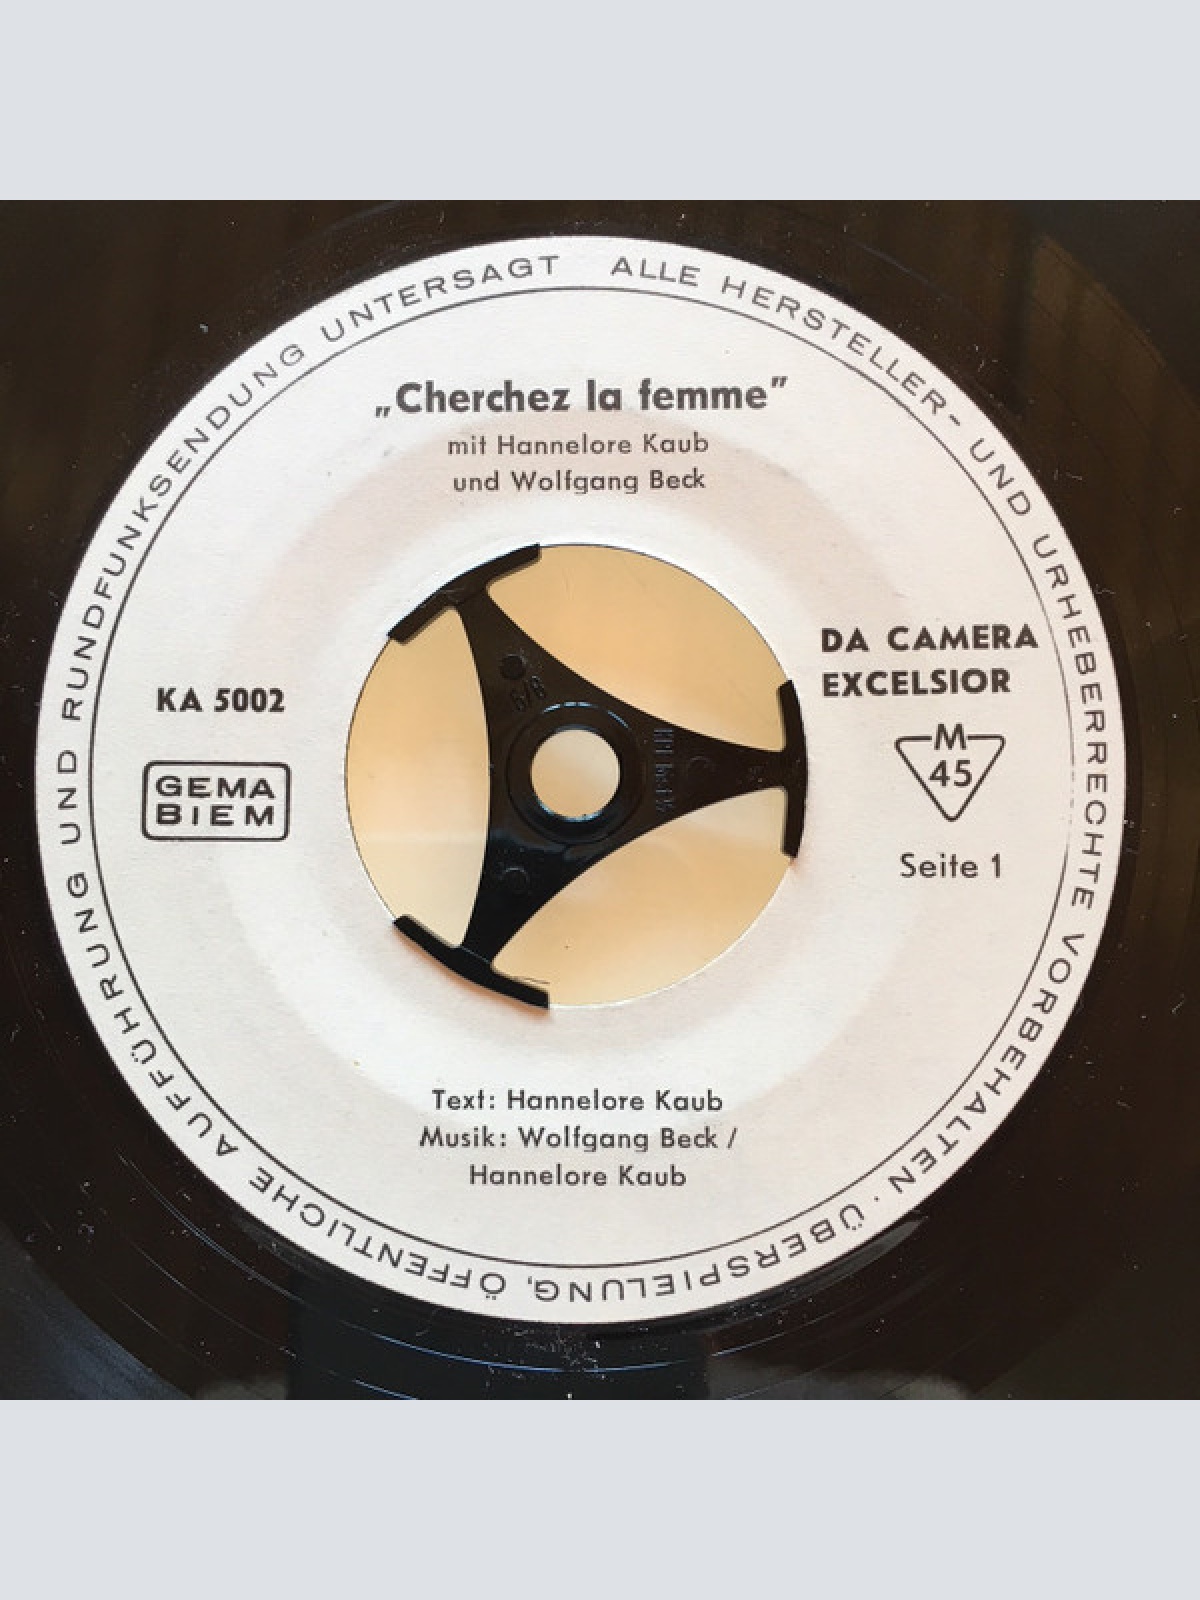 ALLE HERSTELLER- UND URHEBERRECHTE VORBEHALTEN · ÜBERSPIELUNG, ÖFFENTLICHE AUFFÜHRUNG UND RUNDFUNKSENDUNG UNTERSAGT
„Cherchez la femme”
mit Hannelore Kaub
und Wolfgang Beck
KA 5002
GEMA
BIEM
DA CAMERA
EXCELSIOR
M
45
Seite 1
Text: Hannelore Kaub
Musik: Wolfgang Beck /
Hannelore Kaub